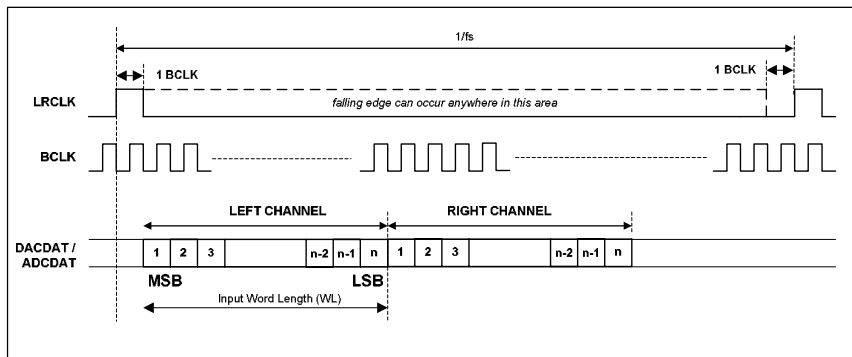 1/fs
1 BCLK
1 BCLK
LRCLK
falling edge can occur anywhere in this area
BCLK
LEFT CHANNEL
RIGHT CHANNEL
DACDAT /
ADCDAT
1 2 3 n-2 n-1 n 1 2 3 n-2 n-1 n
MSB LSB
Input Word Length (WL)